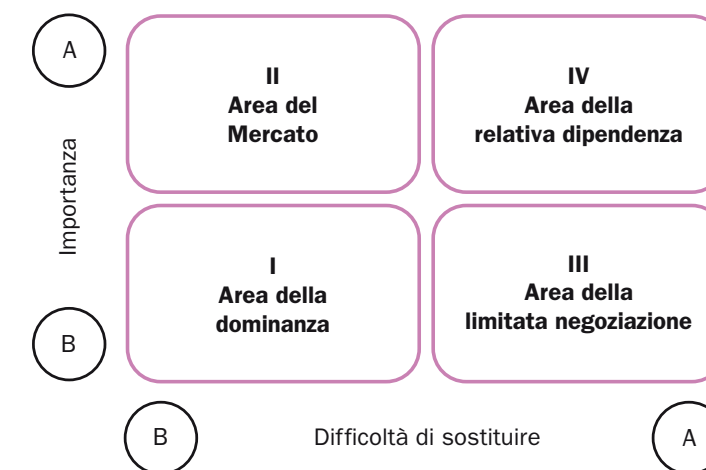 A
II
Area del
Mercato
IV
Area della
relativa dipendenza
Importanza
I
Area della
dominanza
III
Area della
limitata negoziazione
B
B
Difficoltà di sostituire
A